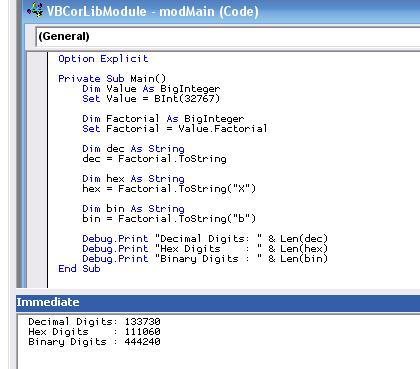 VBCorLibModule - modMain (Code)
(General)
Option Explicit
Private Sub Main()
Dim Value As BigInteger
Set Value = BInt(32767)
Dim Factorial As BigInteger
Set Factorial = Value.Factorial
Dim dec As String
dec = Factorial.ToString
Dim hex As String
hex = Factorial.ToString("X")
Dim bin As String
bin = Factorial.ToString("b")
Debug.Print "Decimal Digits: " & Len(dec)
Debug.Print "Hex Digits    : " & Len(hex)
Debug.Print "Binary Digits : " & Len(bin)
End Sub
Immediate
Decimal Digits: 133730
Hex Digits    : 111060
Binary Digits : 444240